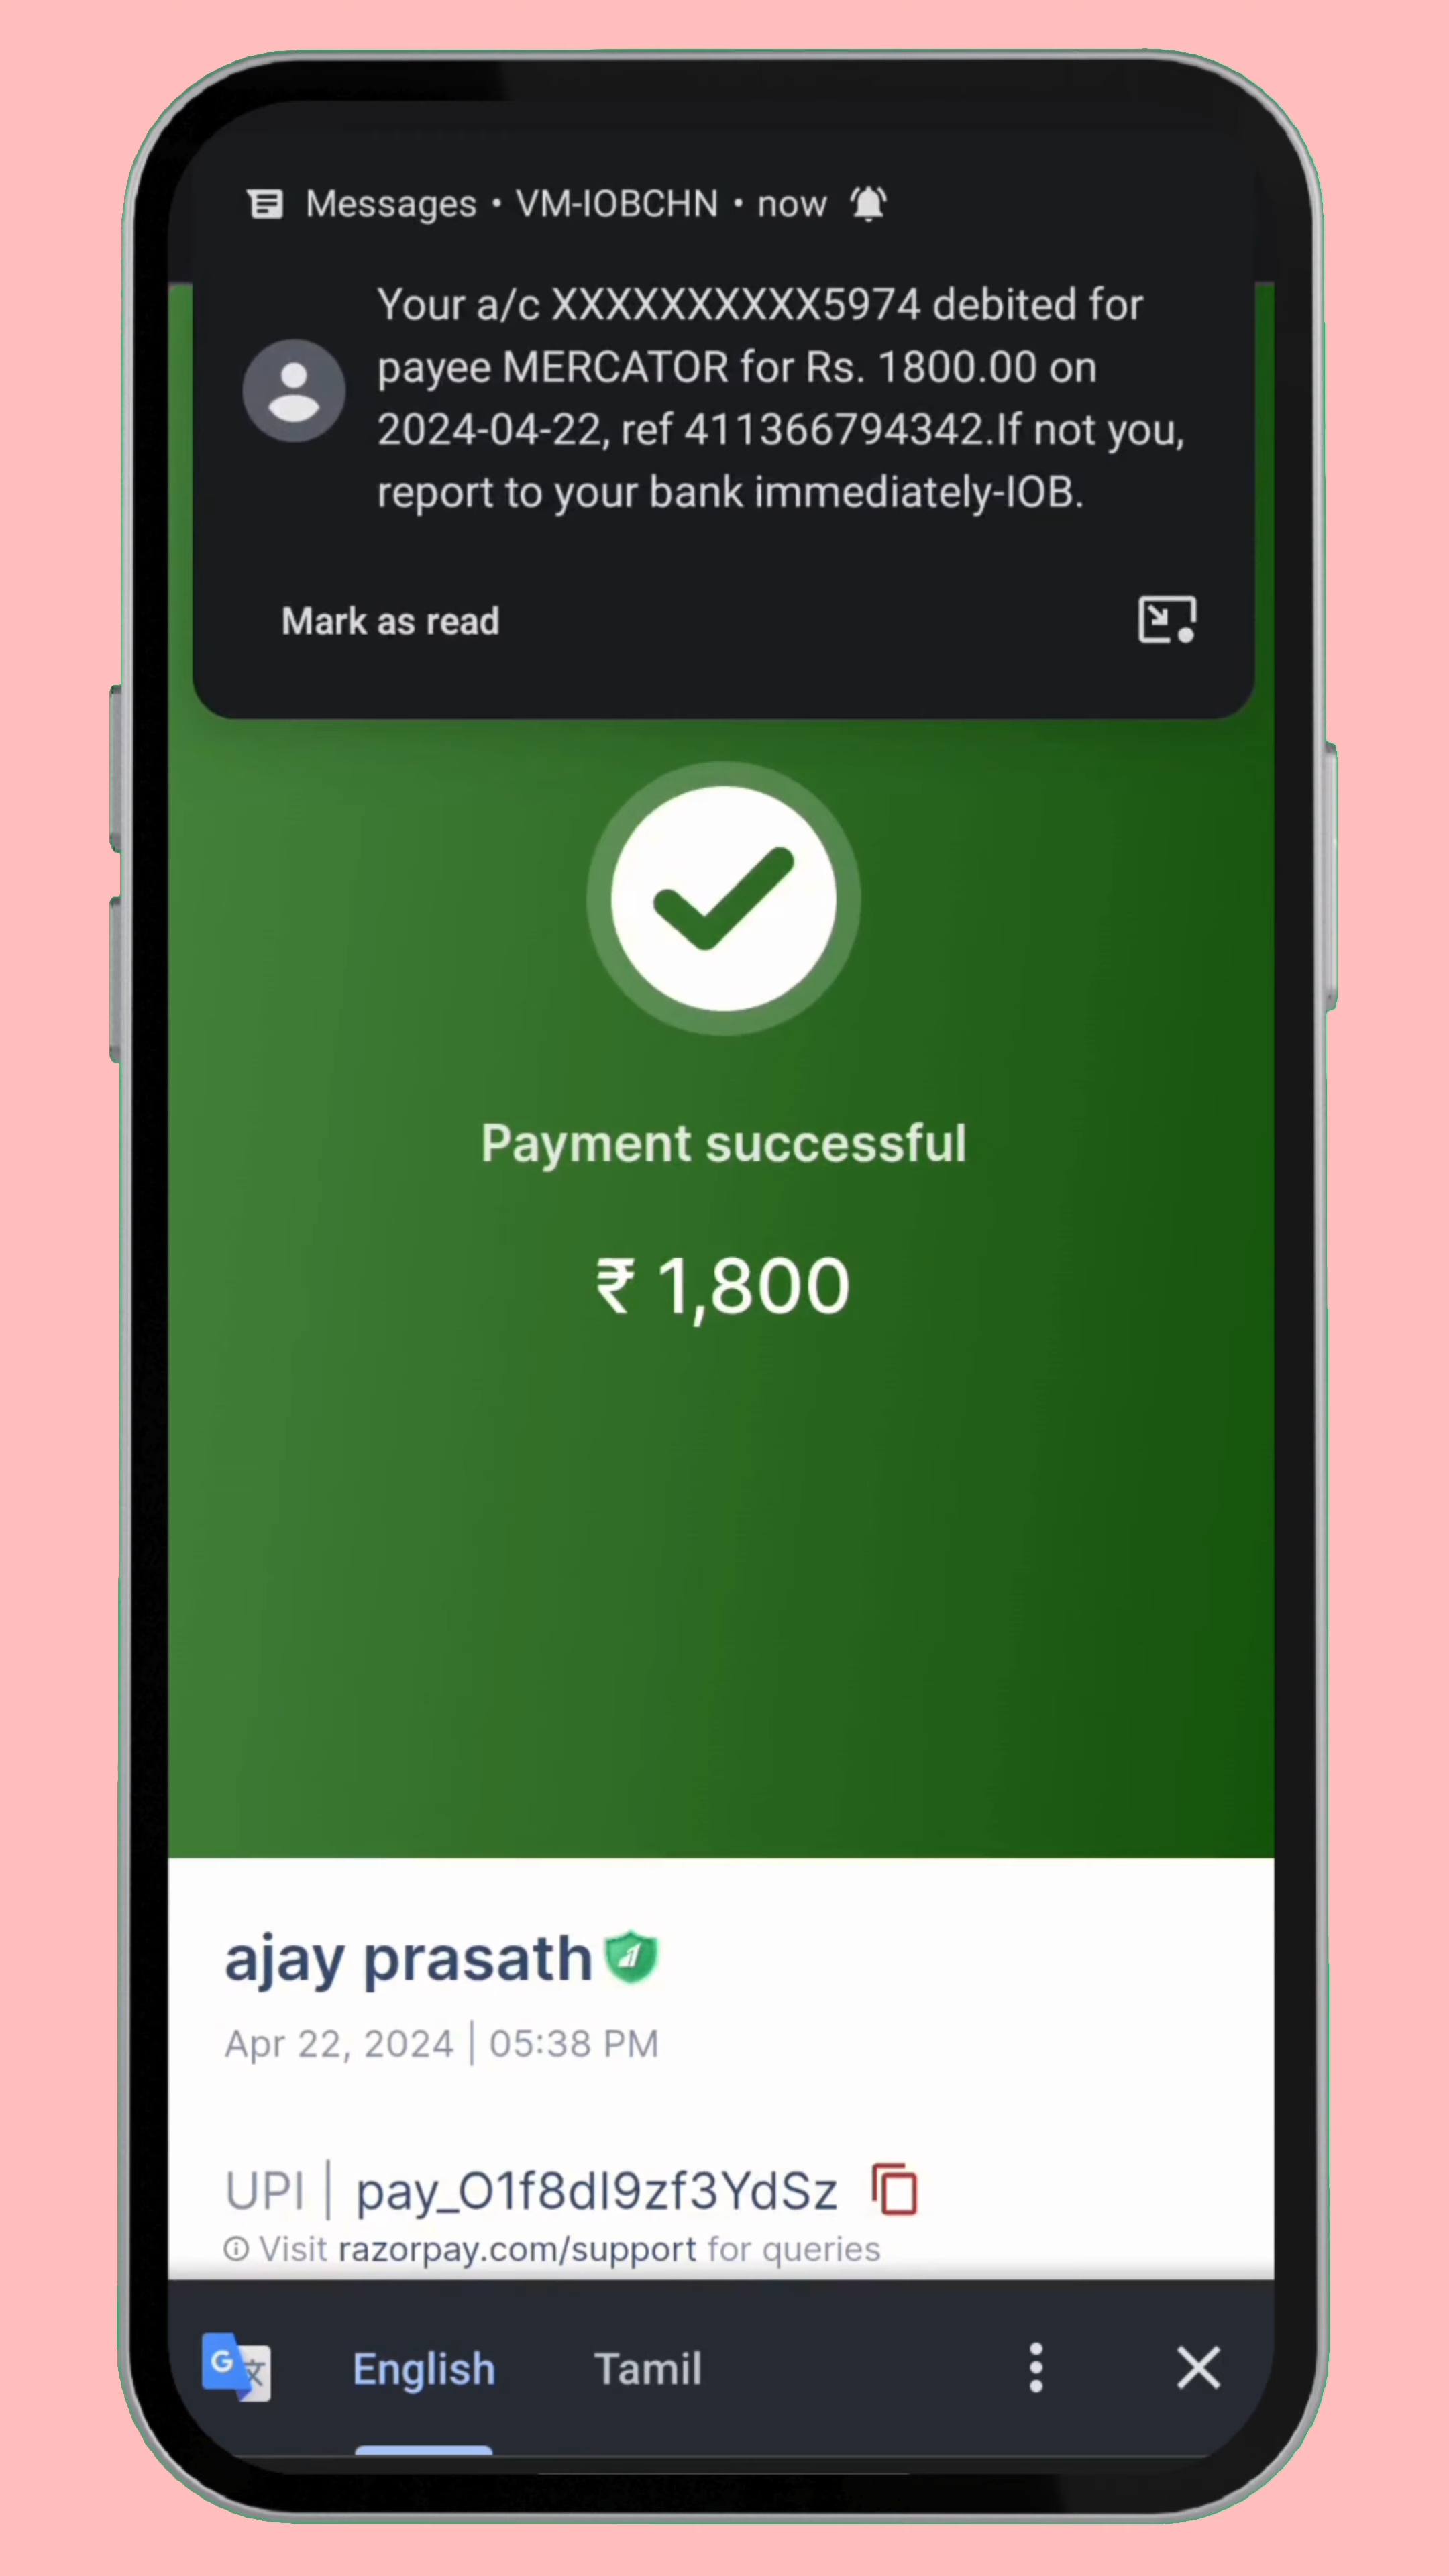 Messages • VM-IOBCHN • now
Your a/c XXXXXXXXXX5974 debited for
payee MERCATOR for Rs. 1800.00 on
2024-04-22, ref 411366794342.If not you,
report to your bank immediately-IOB.
Mark as read
Payment successful
₹ 1,800
ajay prasath
Apr 22, 2024 | 05:38 PM
UPI | pay_O1f8dI9zf3YdSz
Visit razorpay.com/support for queries
G 文 English Tamil